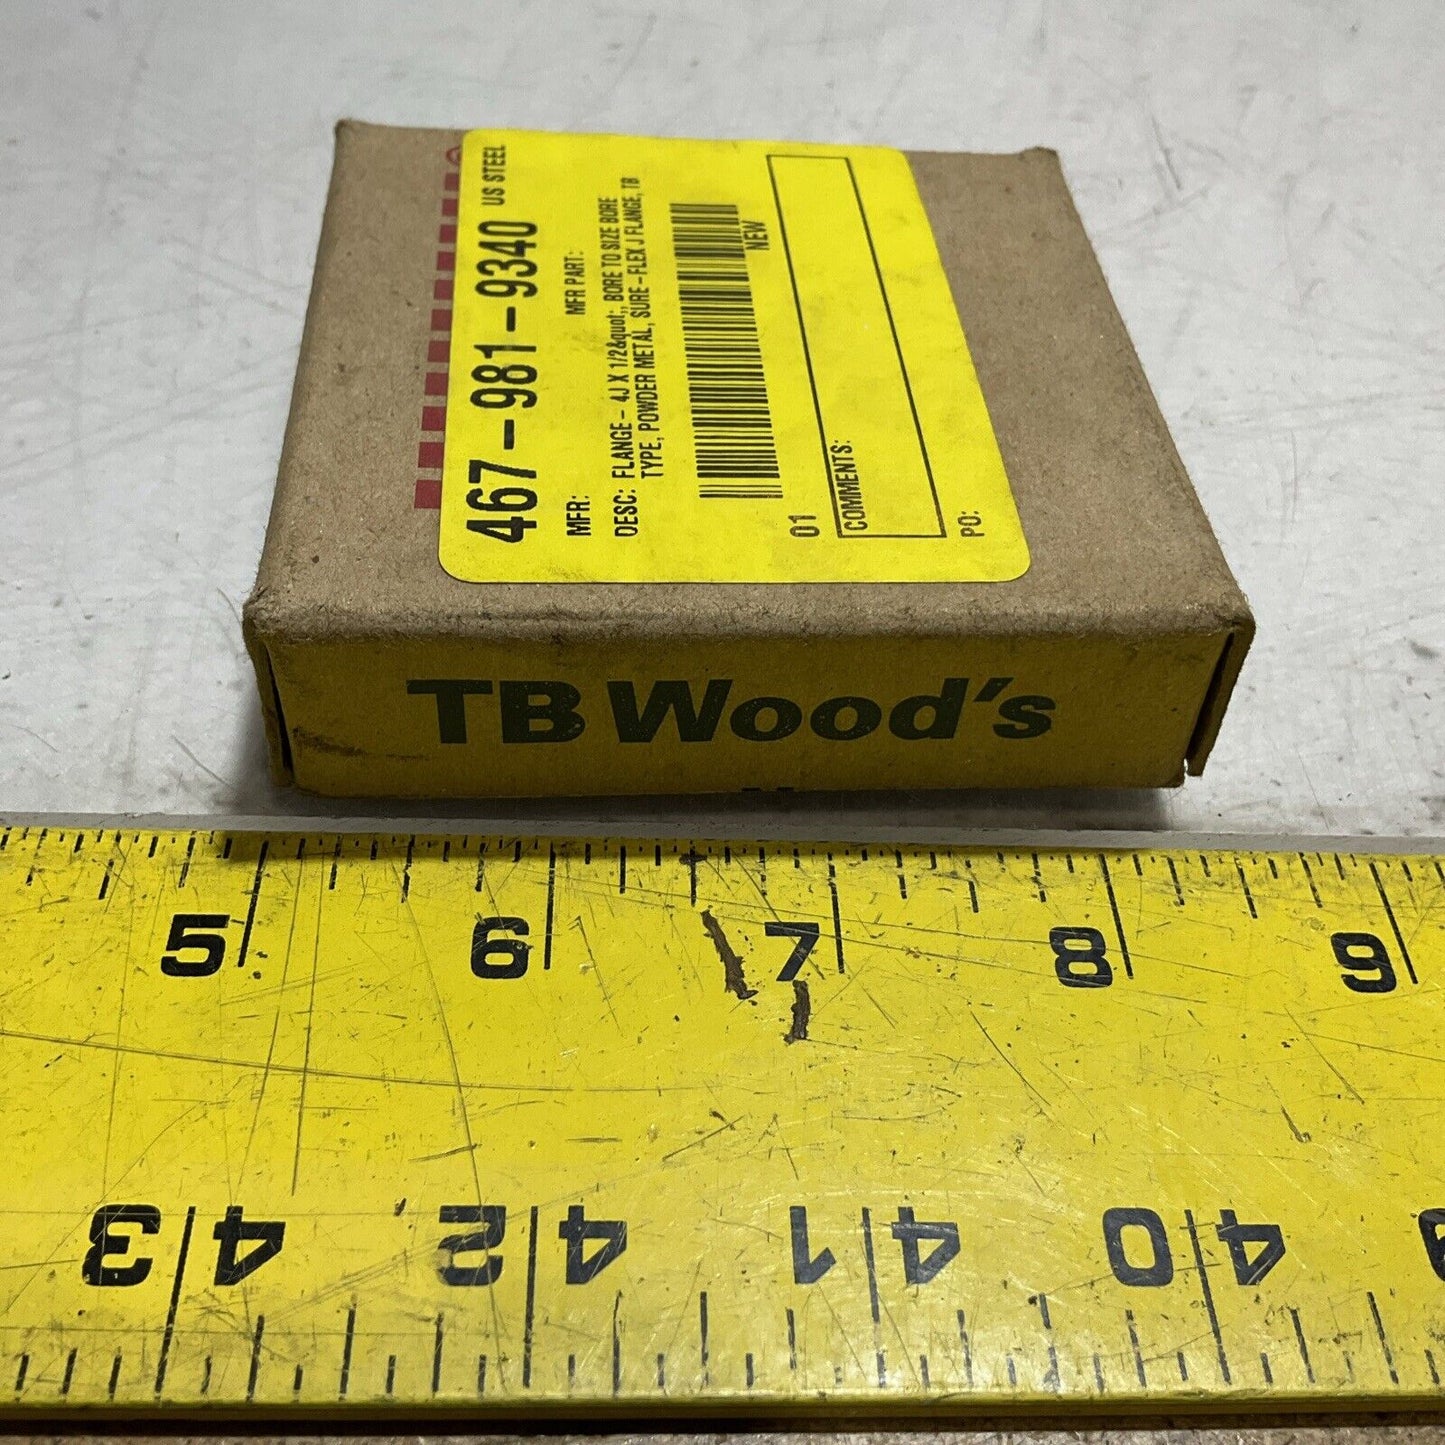 467-981-9340 US STEEL
MFR: MFR PART:
DESC: FLANGE- 4J X 1/2&quot;, BORE TO SIZE BORE
TYPE, POWDER METAL, SURE-FLEX J FLANGE, TB
NEW
01
COMMENTS:
PO:
TB Wood's
5 6 7 8 9
43 42 41 40